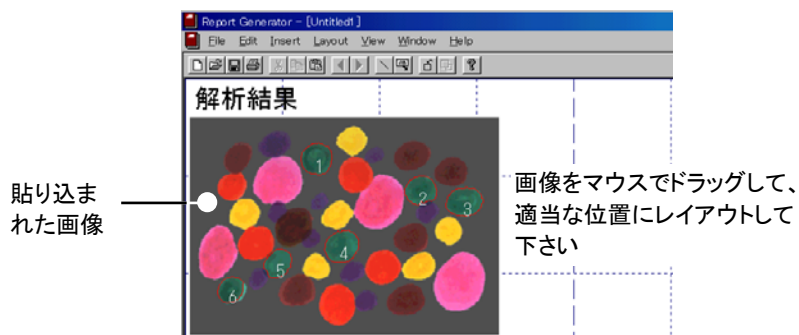 Report Generator - [Untitled1]
File Edit Insert Layout View Window Help
解析結果
1
2
3
4
5
6
貼り込ま
れた画像
画像をマウスでドラッグして、
適当な位置にレイアウトして
下さい